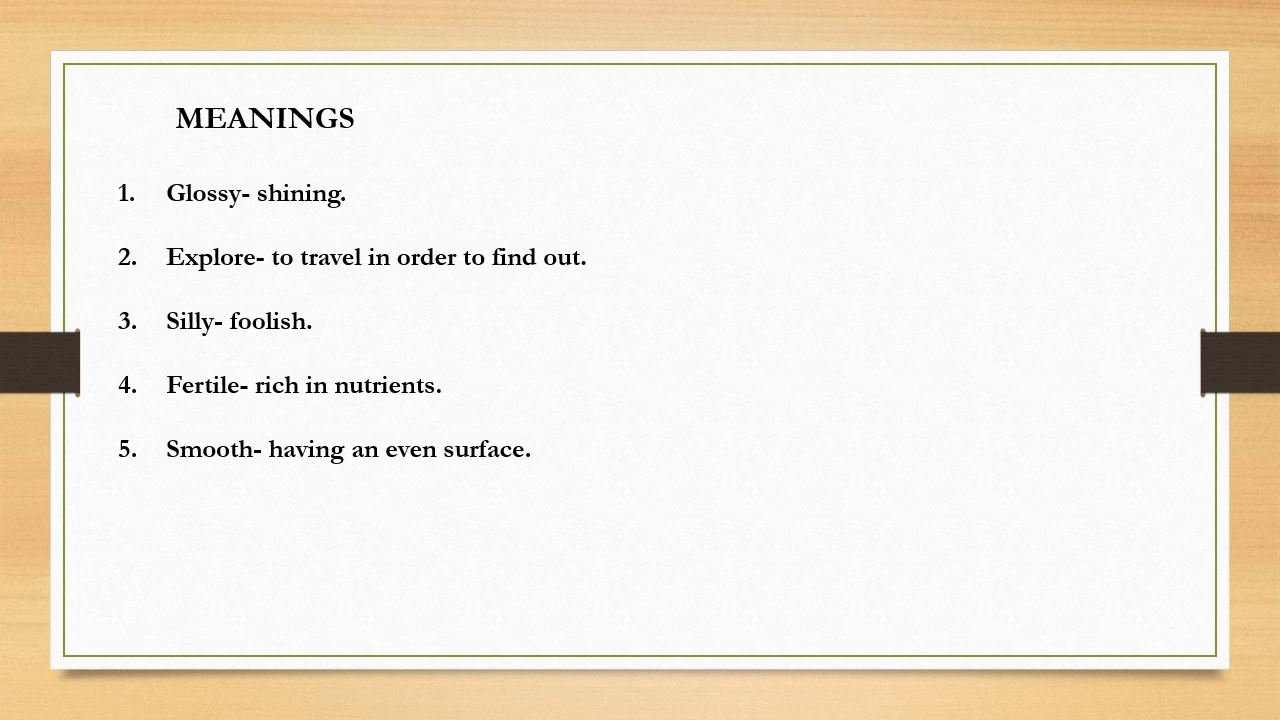 MEANINGS
1. Glossy- shining.
2. Explore- to travel in order to find out.
3. Silly- foolish.
4. Fertile- rich in nutrients.
5. Smooth- having an even surface.